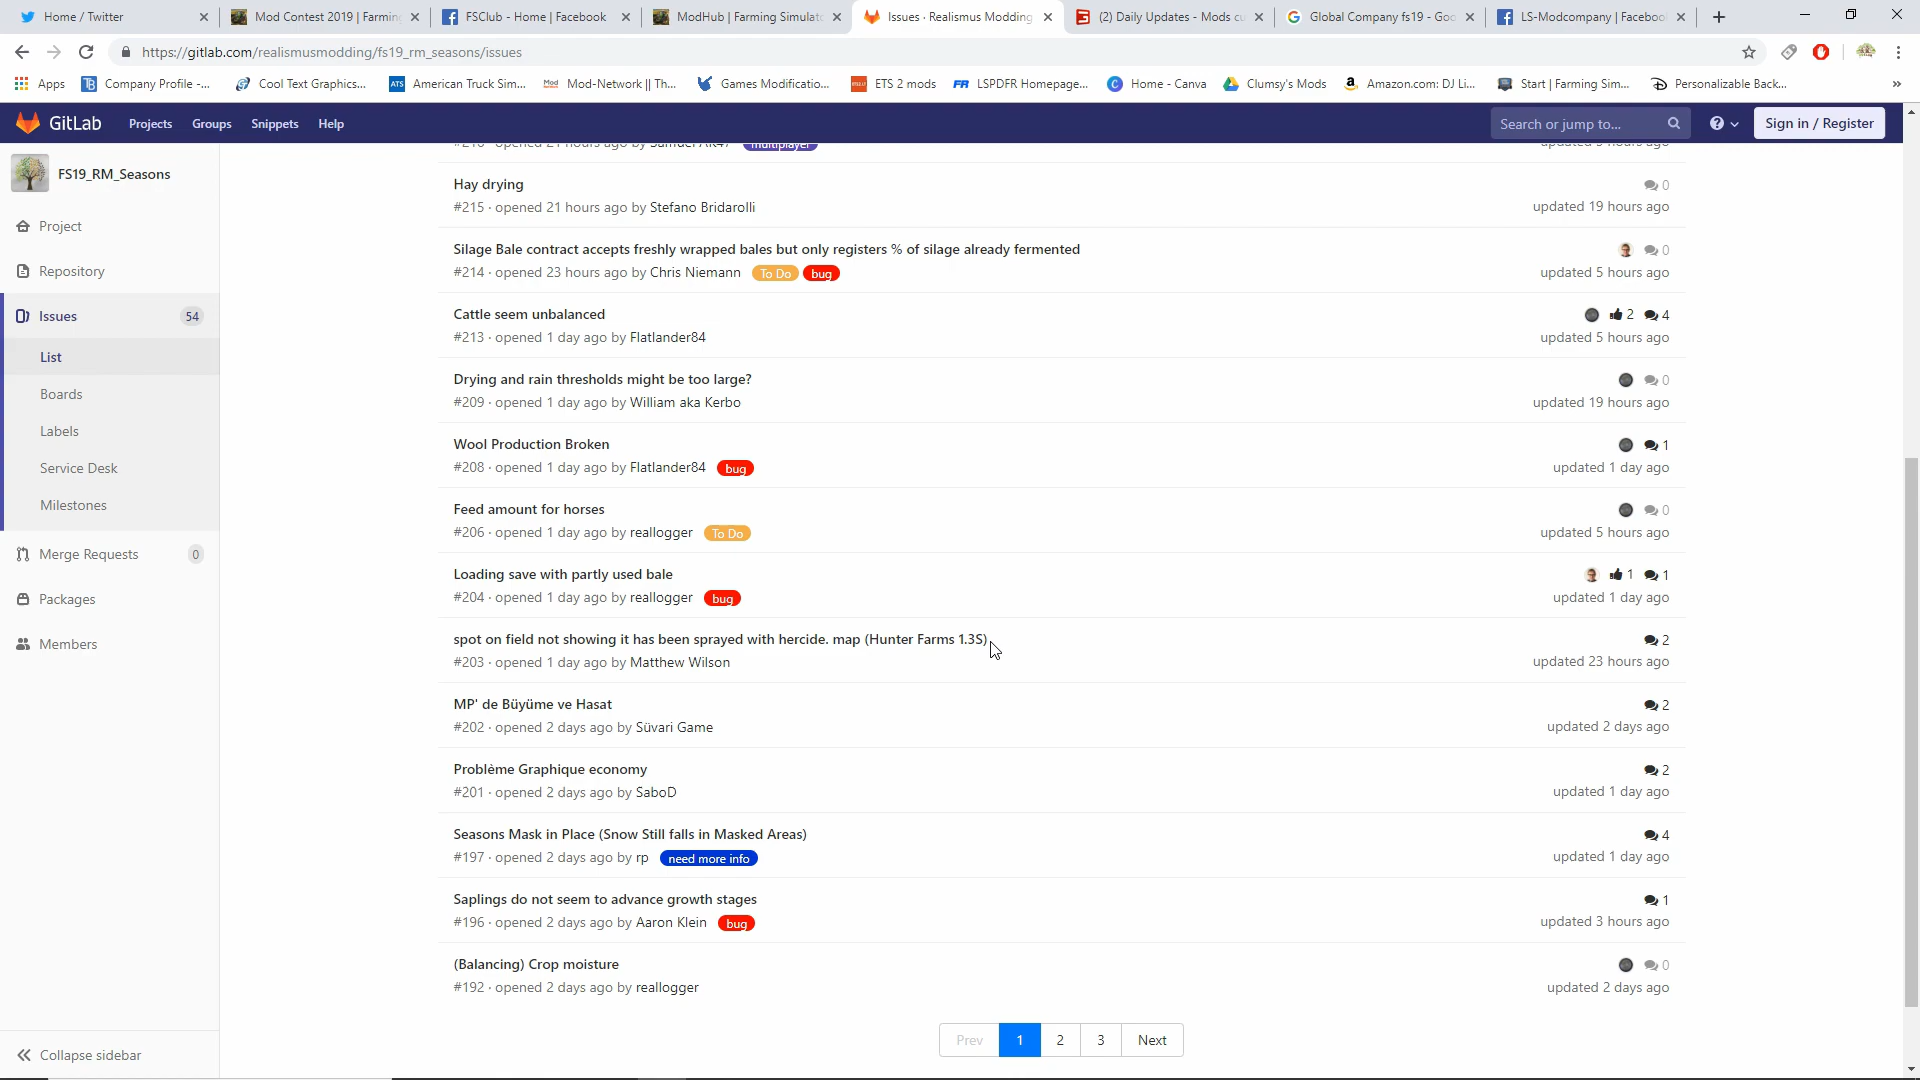 Home / Twitter
Mod Contest 2019 | Farming
FSClub - Home | Facebook
ModHub | Farming Simulato
Issues · Realismus Modding
(2) Daily Updates - Mods cu
Global Company fs19 - Goo
LS-Modcompany | Facebook
https://gitlab.com/realismusmodding/fs19_rm_seasons/issues
Apps
Company Profile -...
Cool Text Graphics...
ATS American Truck Sim...
Mod-Network || Th...
Games Modificatio...
ETS 2 mods
FR LSPDFR Homepage...
Home - Canva
Clumsy's Mods
Amazon.com: DJ Li...
Start | Farming Sim...
Personalizable Back...
GitLab
Projects
Groups
Snippets
Help
Search or jump to...
Sign in / Register
FS19_RM_Seasons
Project
Repository
Issues 54
List
Boards
Labels
Service Desk
Milestones
Merge Requests 0
Packages
Members
Collapse sidebar
opened 21 hours ago by multiplayer
Hay drying 0
#215 · opened 21 hours ago by Stefano Bridarolli updated 19 hours ago
Silage Bale contract accepts freshly wrapped bales but only registers % of silage already fermented 0
#214 · opened 23 hours ago by Chris Niemann To Do bug updated 5 hours ago
Cattle seem unbalanced 2 4
#213 · opened 1 day ago by Flatlander84 updated 5 hours ago
Drying and rain thresholds might be too large? 0
#209 · opened 1 day ago by William aka Kerbo updated 19 hours ago
Wool Production Broken 1
#208 · opened 1 day ago by Flatlander84 bug updated 1 day ago
Feed amount for horses 0
#206 · opened 1 day ago by reallogger To Do updated 5 hours ago
Loading save with partly used bale 1 1
#204 · opened 1 day ago by reallogger bug updated 1 day ago
spot on field not showing it has been sprayed with hercide. map (Hunter Farms 1.3S) 2
#203 · opened 1 day ago by Matthew Wilson updated 23 hours ago
MP' de Büyüme ve Hasat 2
#202 · opened 2 days ago by Süvari Game updated 2 days ago
Problème Graphique economy 2
#201 · opened 2 days ago by SaboD updated 1 day ago
Seasons Mask in Place (Snow Still falls in Masked Areas) 4
#197 · opened 2 days ago by rp need more info updated 1 day ago
Saplings do not seem to advance growth stages 1
#196 · opened 2 days ago by Aaron Klein bug updated 3 hours ago
(Balancing) Crop moisture 0
#192 · opened 2 days ago by reallogger updated 2 days ago
Prev 1 2 3 Next